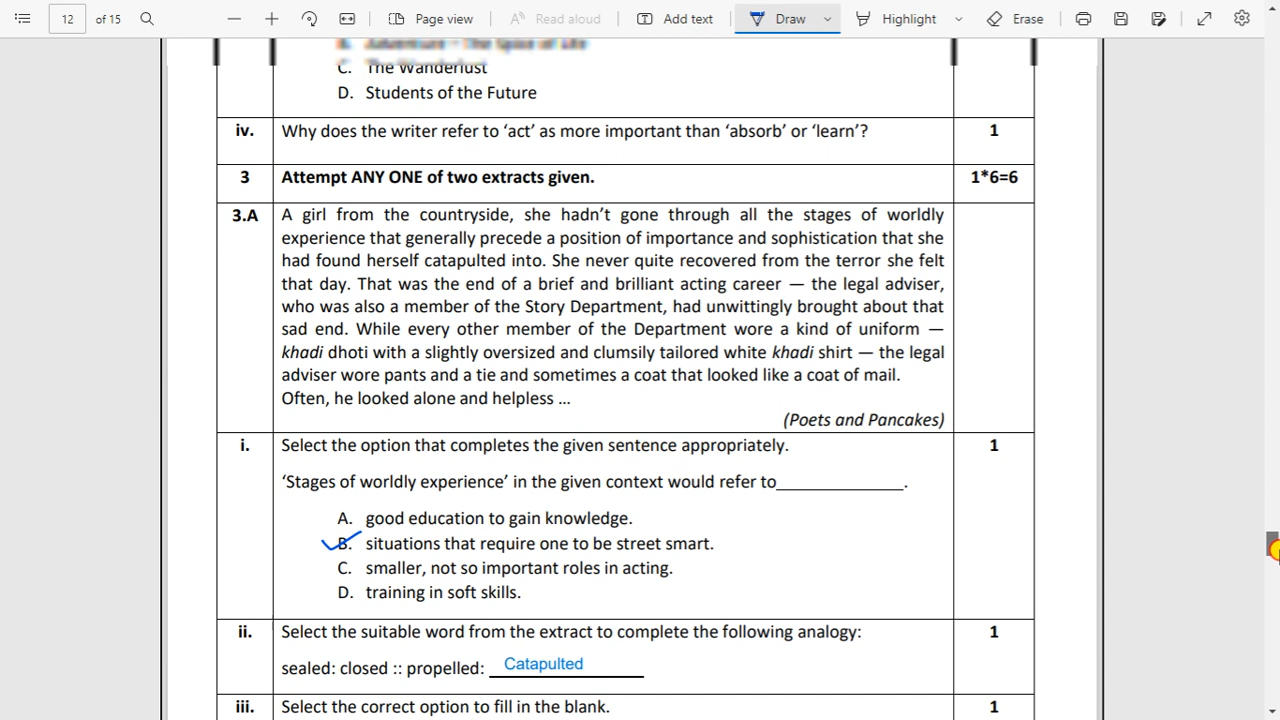 12 of 15 Page view Read aloud Add text Draw Highlight Erase
B. Adventure – The Spice of Life
C. The Wanderlust
D. Students of the Future
iv. Why does the writer refer to ‘act’ as more important than ‘absorb’ or ‘learn’? 1
3 Attempt ANY ONE of two extracts given. 1*6=6
3.A A girl from the countryside, she hadn’t gone through all the stages of worldly
experience that generally precede a position of importance and sophistication that she
had found herself catapulted into. She never quite recovered from the terror she felt
that day. That was the end of a brief and brilliant acting career — the legal adviser,
who was also a member of the Story Department, had unwittingly brought about that
sad end. While every other member of the Department wore a kind of uniform —
khadi dhoti with a slightly oversized and clumsily tailored white khadi shirt — the legal
adviser wore pants and a tie and sometimes a coat that looked like a coat of mail.
Often, he looked alone and helpless ...
(Poets and Pancakes)
i. Select the option that completes the given sentence appropriately. 1
‘Stages of worldly experience’ in the given context would refer to______________.
A. good education to gain knowledge.
B. situations that require one to be street smart.
C. smaller, not so important roles in acting.
D. training in soft skills.
ii. Select the suitable word from the extract to complete the following analogy: 1
sealed: closed :: propelled: Catapulted
iii. Select the correct option to fill in the blank. 1